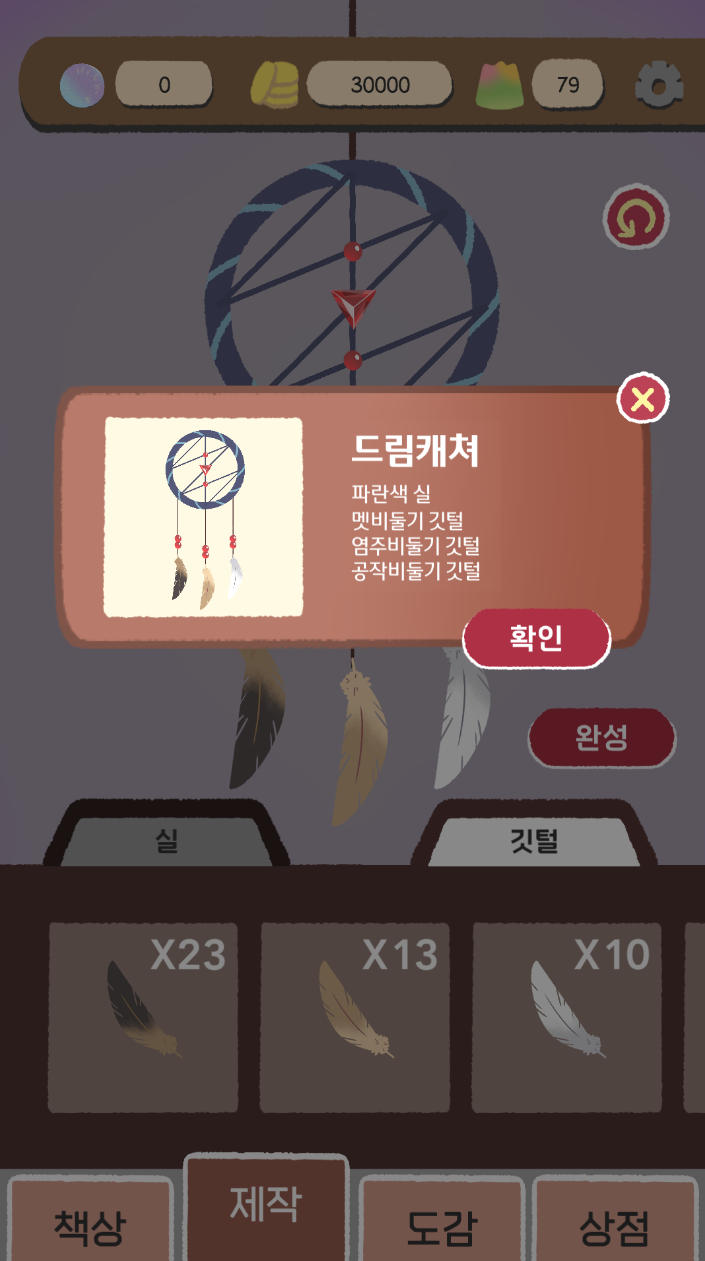 0 30000 79
드림캐쳐
파란색 실
멧비둘기 깃털
염주비둘기 깃털
공작비둘기 깃털
확인
완성
실 깃털
X23 X13 X10
책상 제작 도감 상점